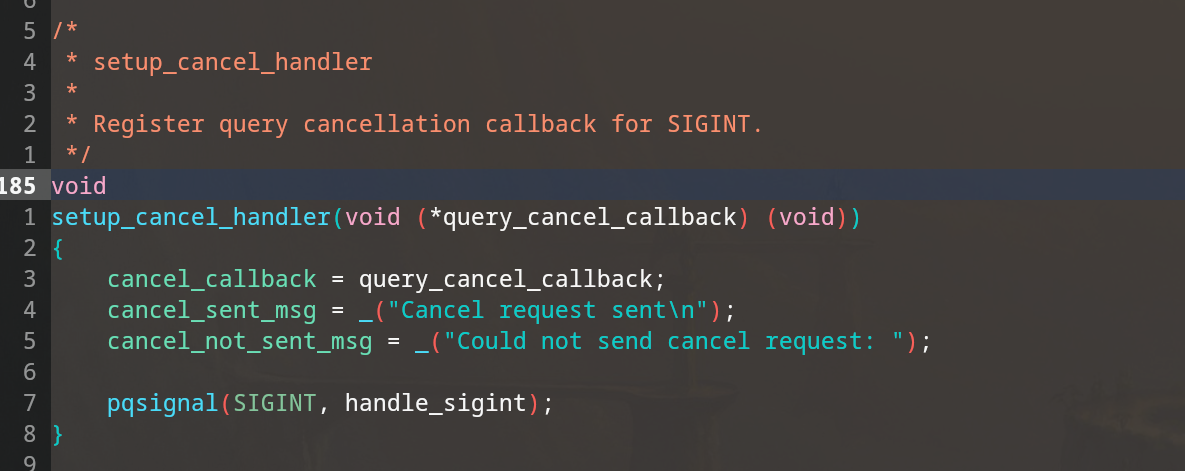 6
5 /*
4  * setup_cancel_handler
3  *
2  * Register query cancellation callback for SIGINT.
1  */
185 void
1 setup_cancel_handler(void (*query_cancel_callback) (void))
2 {
3     cancel_callback = query_cancel_callback;
4     cancel_sent_msg = _("Cancel request sent\n");
5     cancel_not_sent_msg = _("Could not send cancel request: ");
6
7     pqsignal(SIGINT, handle_sigint);
8 }
9